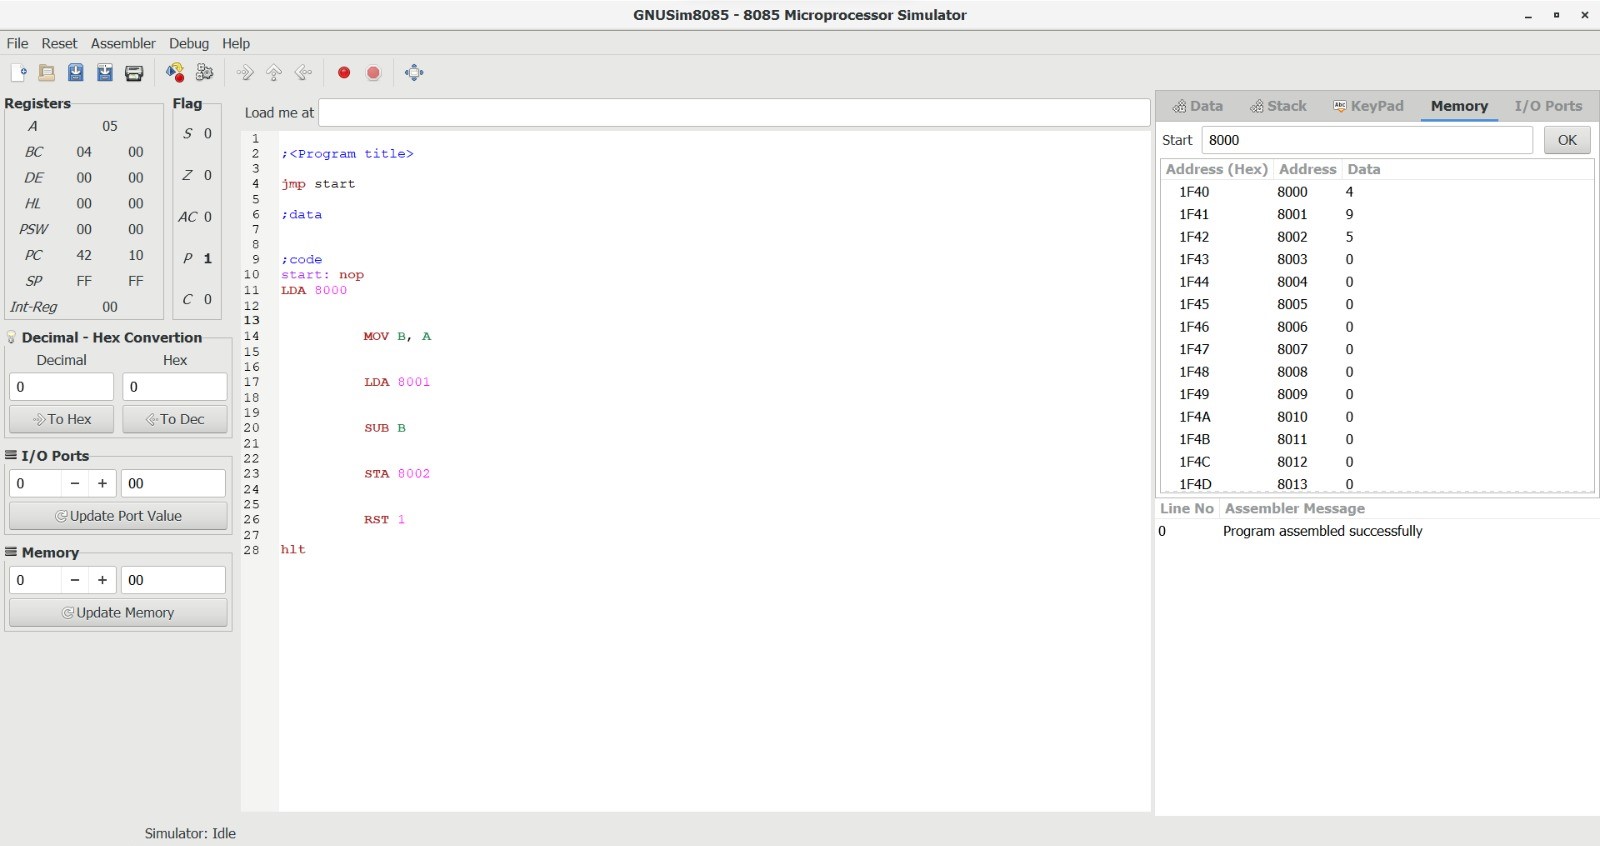 GNUSim8085 - 8085 Microprocessor Simulator
File Reset Assembler Debug Help
Registers
A 05
BC 04 00
DE 00 00
HL 00 00
PSW 00 00
PC 42 10
SP FF FF
Int-Reg 00
Flag
S 0
Z 0
AC 0
P 1
C 0
Decimal - Hex Convertion
Decimal Hex
0 0
To Hex To Dec
I/O Ports
0 - + 00
Update Port Value
Memory
0 - + 00
Update Memory
Load me at
1
2 ;<Program title>
3
4 jmp start
5
6 ;data
7
8
9 ;code
10 start: nop
11 LDA 8000
12
13
14 MOV B, A
15
16
17 LDA 8001
18
19
20 SUB B
21
22
23 STA 8002
24
25
26 RST 1
27
28 hlt
Data Stack Abc KeyPad Memory I/O Ports
Start 8000 OK
Address (Hex) Address Data
1F40 8000 4
1F41 8001 9
1F42 8002 5
1F43 8003 0
1F44 8004 0
1F45 8005 0
1F46 8006 0
1F47 8007 0
1F48 8008 0
1F49 8009 0
1F4A 8010 0
1F4B 8011 0
1F4C 8012 0
1F4D 8013 0
Line No Assembler Message
0 Program assembled successfully
Simulator: Idle